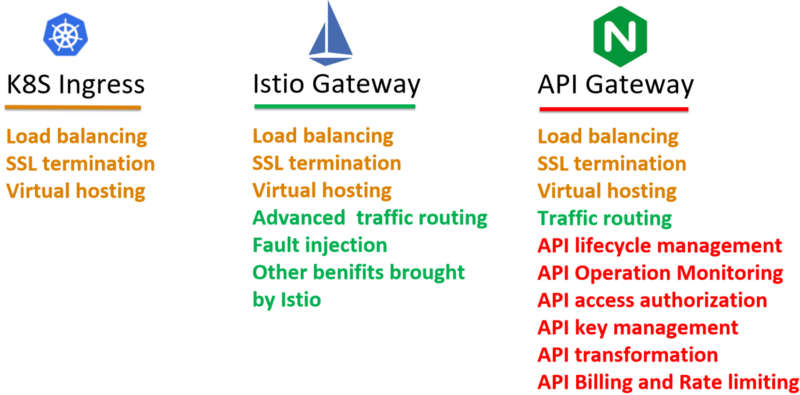 K8S Ingress
Load balancing
SSL termination
Virtual hosting
Istio Gateway
Load balancing
SSL termination
Virtual hosting
Advanced traffic routing
Fault injection
Other benifits brought
by Istio
N
API Gateway
Load balancing
SSL termination
Virtual hosting
Traffic routing
API lifecycle management
API Operation Monitoring
API access authorization
API key management
API transformation
API Billing and Rate limiting